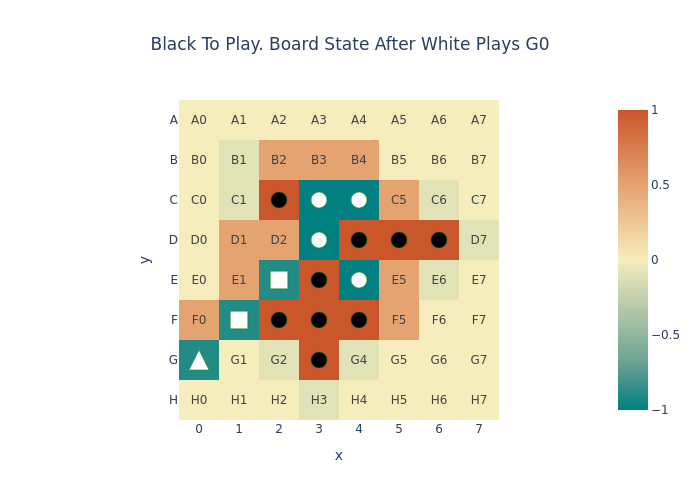 Black To Play. Board State After White Plays G0
A A0 A1 A2 A3 A4 A5 A6 A7
B B0 B1 B2 B3 B4 B5 B6 B7
C C0 C1 C5 C6 C7
D D0 D1 D2 D7
E E0 E1 E5 E6 E7
F F0 F5 F6 F7
G G1 G2 G4 G5 G6 G7
H H0 H1 H2 H3 H4 H5 H6 H7
0 1 2 3 4 5 6 7
x
y
1
0.5
0
−0.5
−1